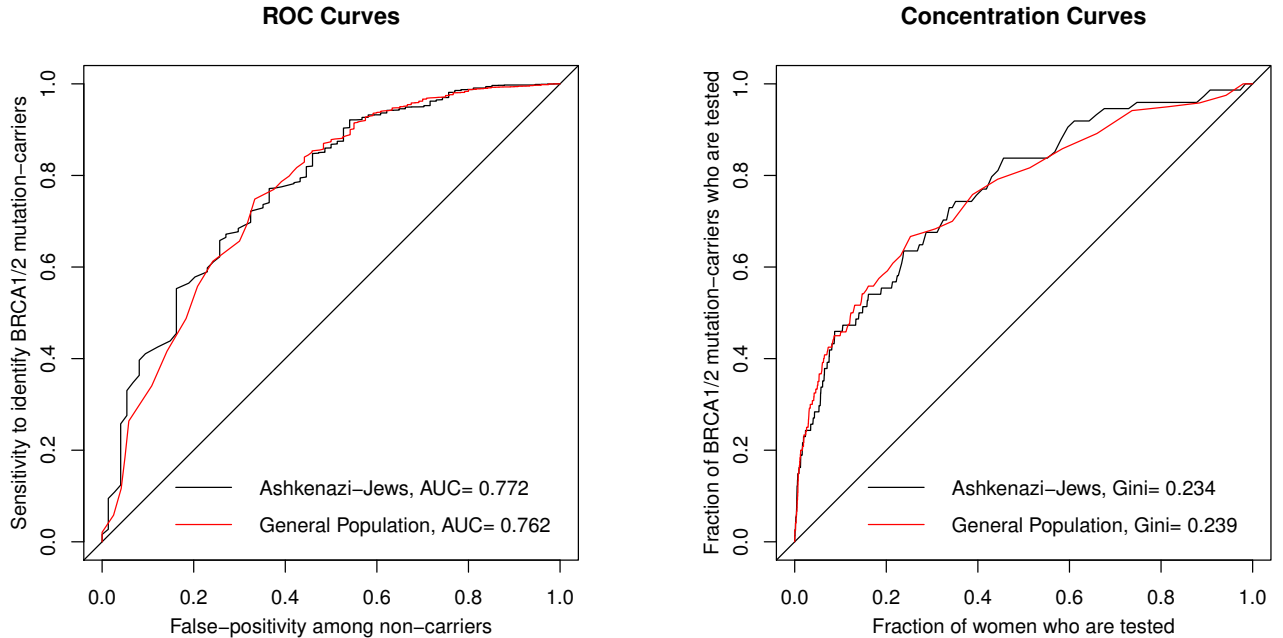 ROC Curves
Sensitivity to identify BRCA1/2 mutation−carriers
1.0
0.8
0.6
0.4
0.2
0.0
Ashkenazi−Jews, AUC= 0.772
General Population, AUC= 0.762
0.0 0.2 0.4 0.6 0.8 1.0
False−positivity among non−carriers
Concentration Curves
Fraction of BRCA1/2 mutation−carriers who are tested
1.0
0.8
0.6
0.4
0.2
0.0
Ashkenazi−Jews, Gini= 0.234
General Population, Gini= 0.239
0.0 0.2 0.4 0.6 0.8 1.0
Fraction of women who are tested